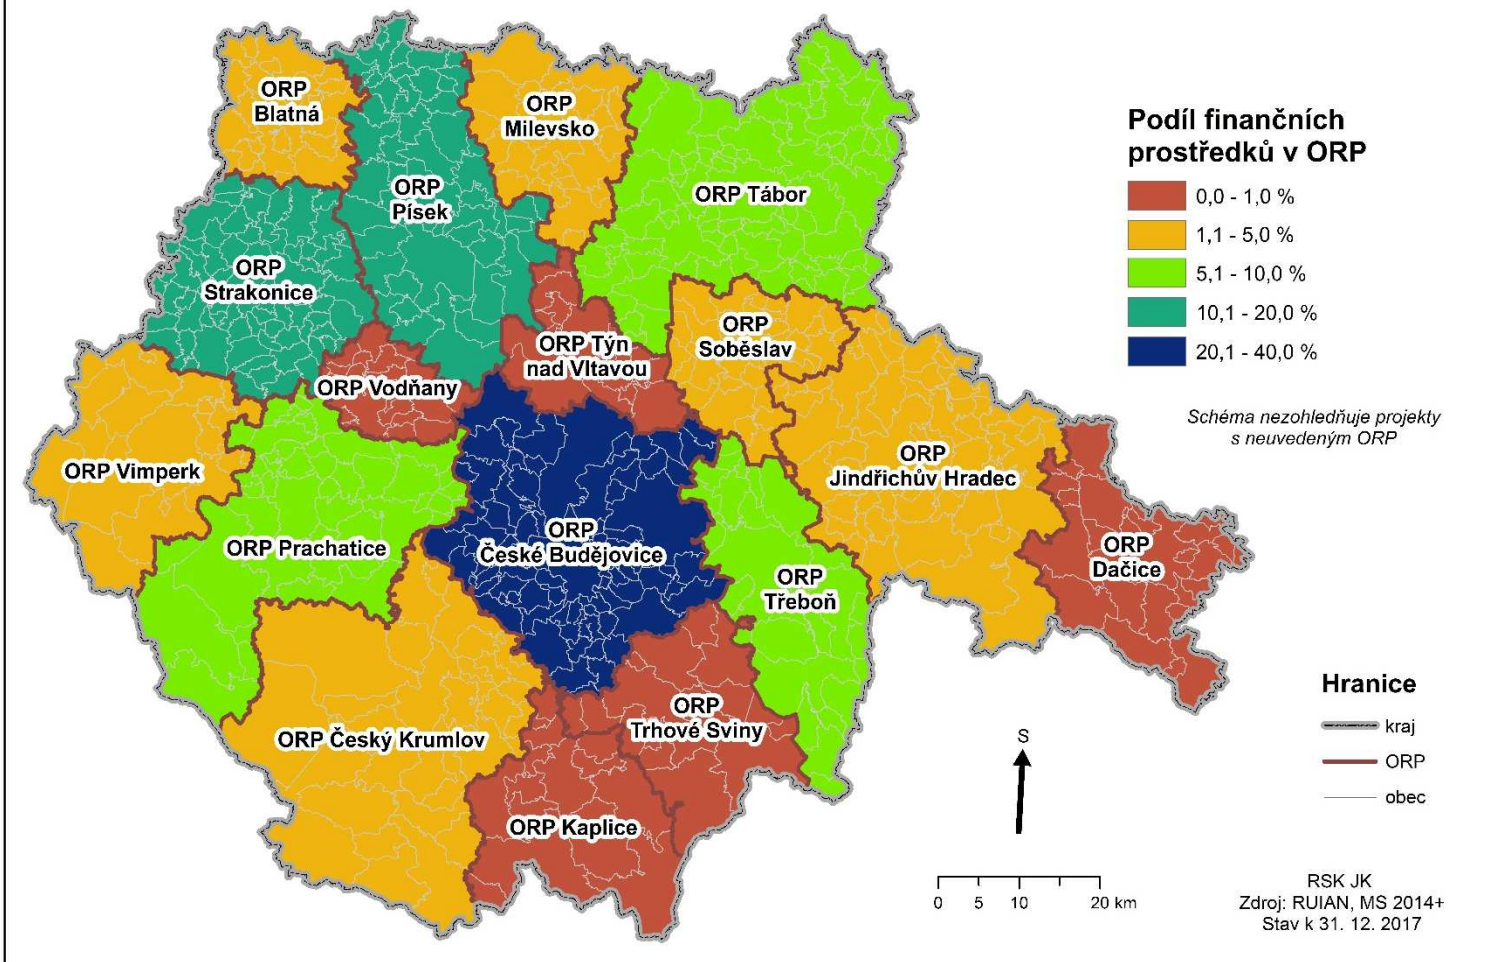 ORP
Blatná
ORP
Milevsko
ORP
Písek
ORP Tábor
ORP
Strakonice
ORP
Soběslav
ORP Týn
nad Vltavou
ORP Vodňany
ORP Vimperk
ORP
Jindřichův Hradec
ORP Prachatice
ORP
České Budějovice
ORP
Třeboň
ORP
Dačice
ORP Český Krumlov
ORP
Trhové Sviny
ORP Kaplice
Podíl finančních
prostředků v ORP
0,0 - 1,0 %
1,1 - 5,0 %
5,1 - 10,0 %
10,1 - 20,0 %
20,1 - 40,0 %
Schéma nezohledňuje projekty
s neuvedeným ORP
Hranice
kraj
ORP
obec
S
0 5 10 20 km
RSK JK
Zdroj: RUIAN, MS 2014+
Stav k 31. 12. 2017